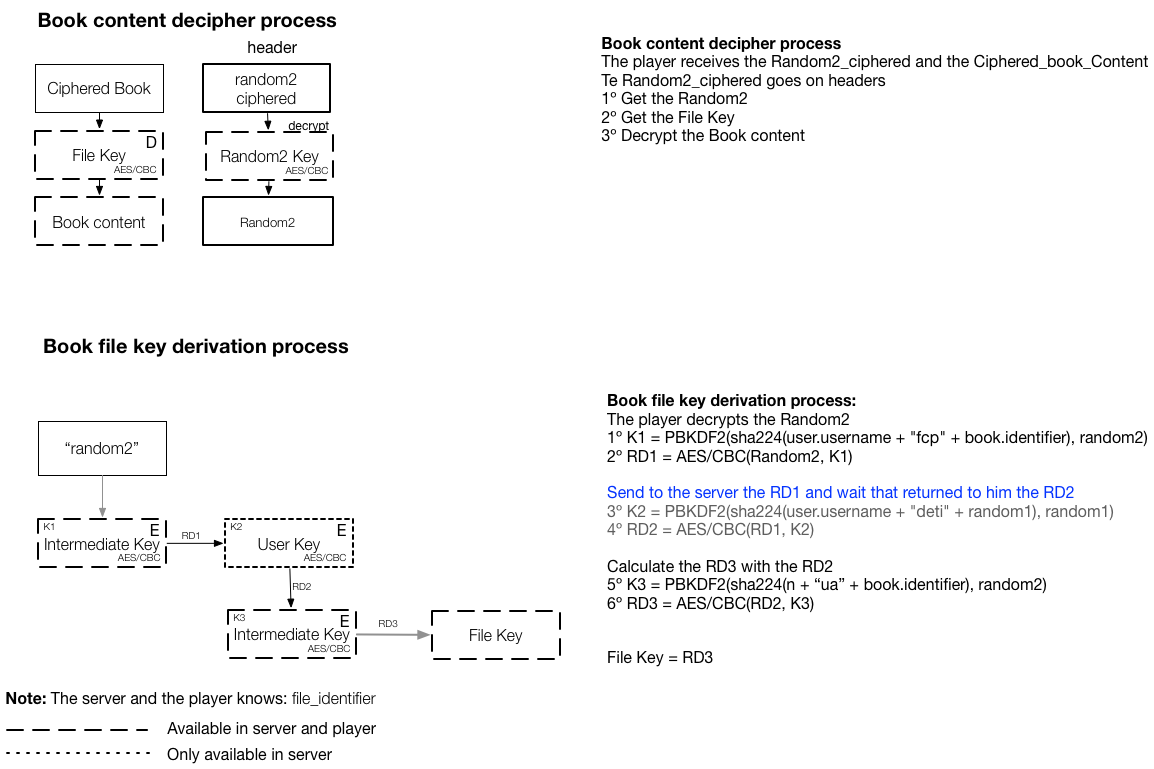 Book content decipher process
header
Ciphered Book
random2
ciphered
decrypt
File Key
D
AES/CBC
Random2 Key
AES/CBC
Book content
Random2
Book content decipher process
The player receives the Random2_ciphered and the Ciphered_book_Content
Te Random2_ciphered goes on headers
1º Get the Random2
2º Get the File Key
3º Decrypt the Book content
Book file key derivation process
“random2”
K1
E
Intermediate Key
AES/CBC
RD1
K2
E
User Key
AES/CBC
RD2
K3
E
Intermediate Key
AES/CBC
RD3
File Key
Book file key derivation process:
The player decrypts the Random2
1º K1 = PBKDF2(sha224(user.username + "fcp" + book.identifier), random2)
2º RD1 = AES/CBC(Random2, K1)
Send to the server the RD1 and wait that returned to him the RD2
3º K2 = PBKDF2(sha224(user.username + "deti" + random1), random1)
4º RD2 = AES/CBC(RD1, K2)
Calculate the RD3 with the RD2
5º K3 = PBKDF2(sha224(n + “ua” + book.identifier), random2)
6º RD3 = AES/CBC(RD2, K3)
File Key = RD3
Note: The server and the player knows: file_identifier
Available in server and player
Only available in server